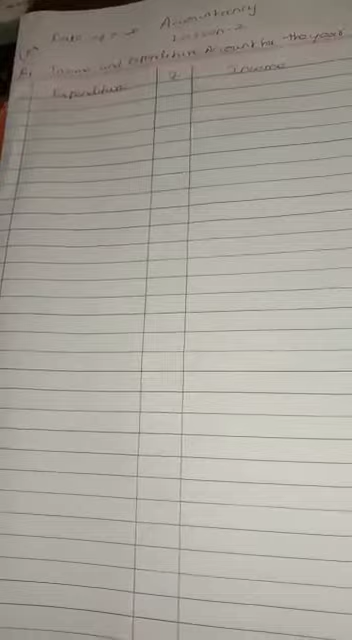 Accountancy
Lesson-2
Income and Expenditure Account for the year
Expenditure ₹ Income